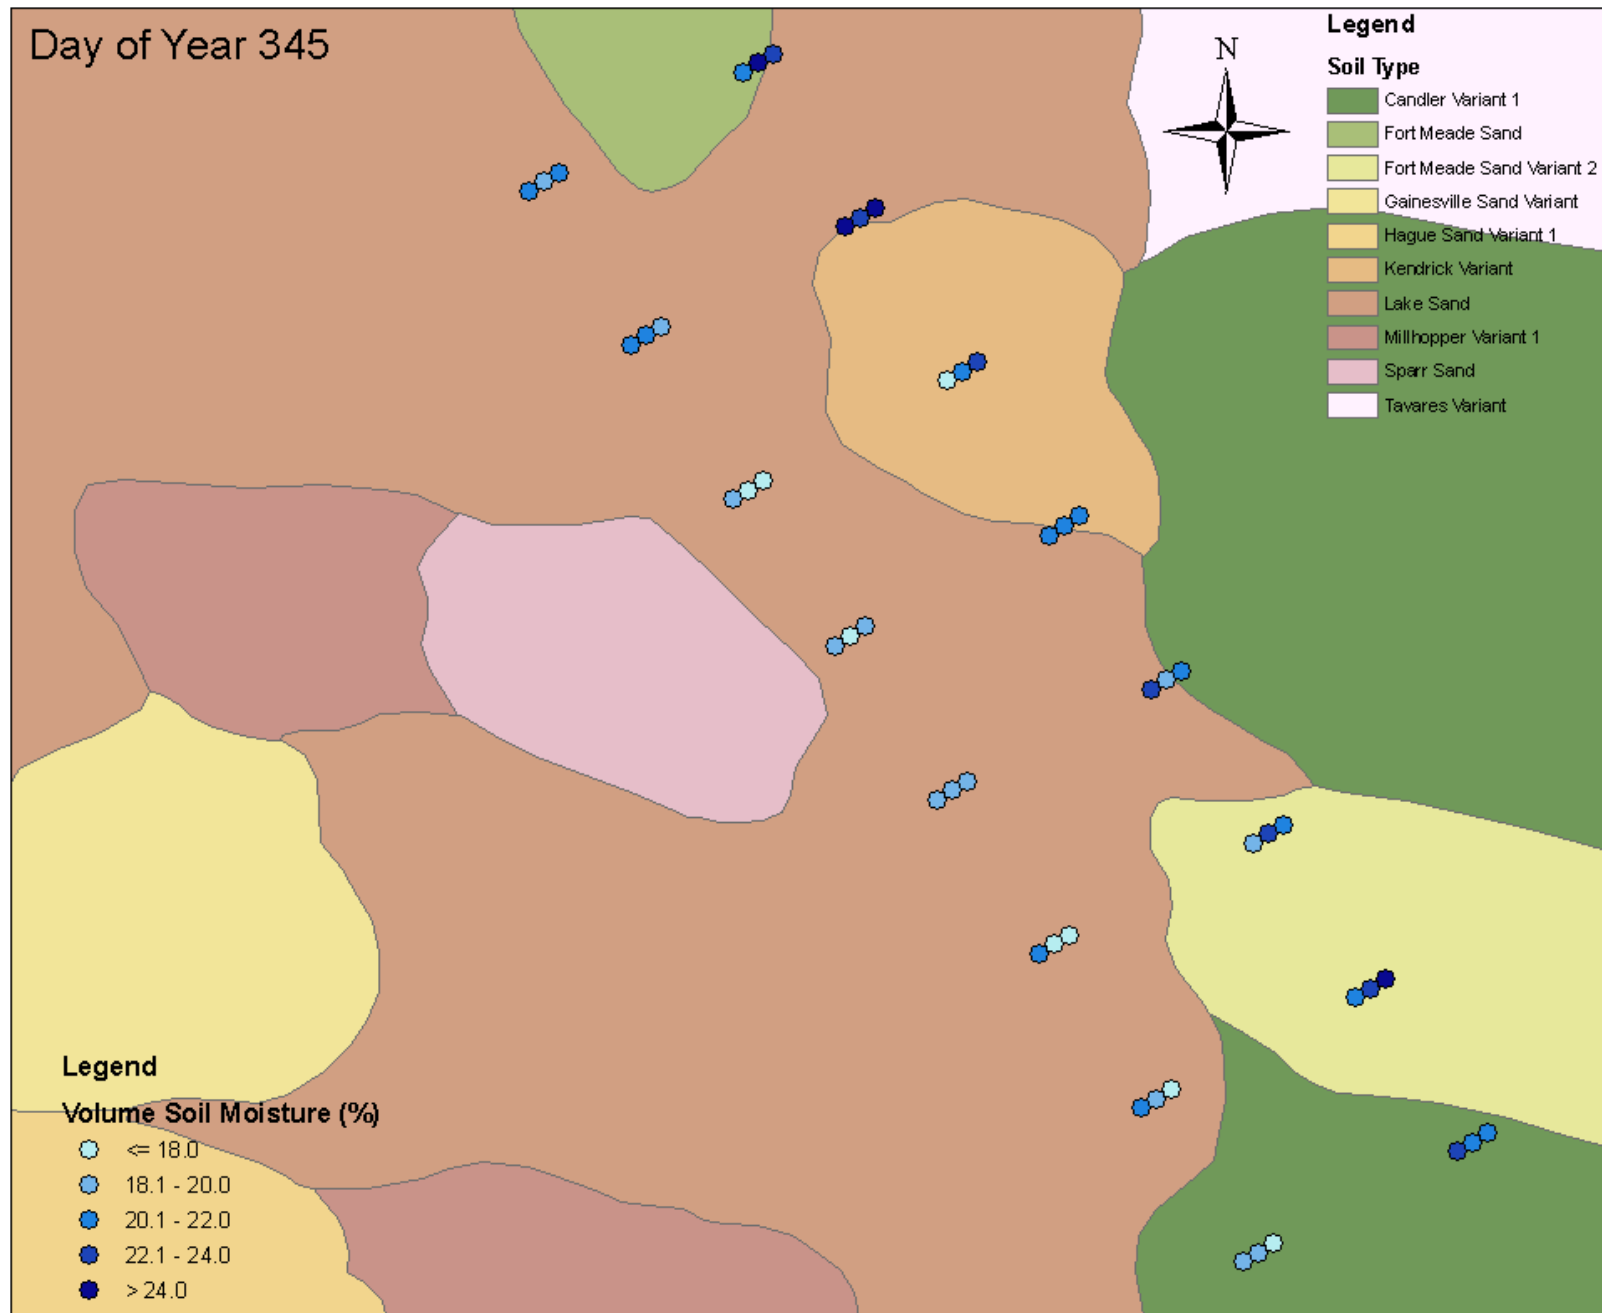 Day of Year 345
N
Legend
Soil Type
Candler Variant 1
Fort Meade Sand
Fort Meade Sand Variant 2
Gainesville Sand Variant
Hague Sand Variant 1
Kendrick Variant
Lake Sand
Millhopper Variant 1
Sparr Sand
Tavares Variant
Legend
Volume Soil Moisture (%)
<= 18.0
18.1 - 20.0
20.1 - 22.0
22.1 - 24.0
> 24.0